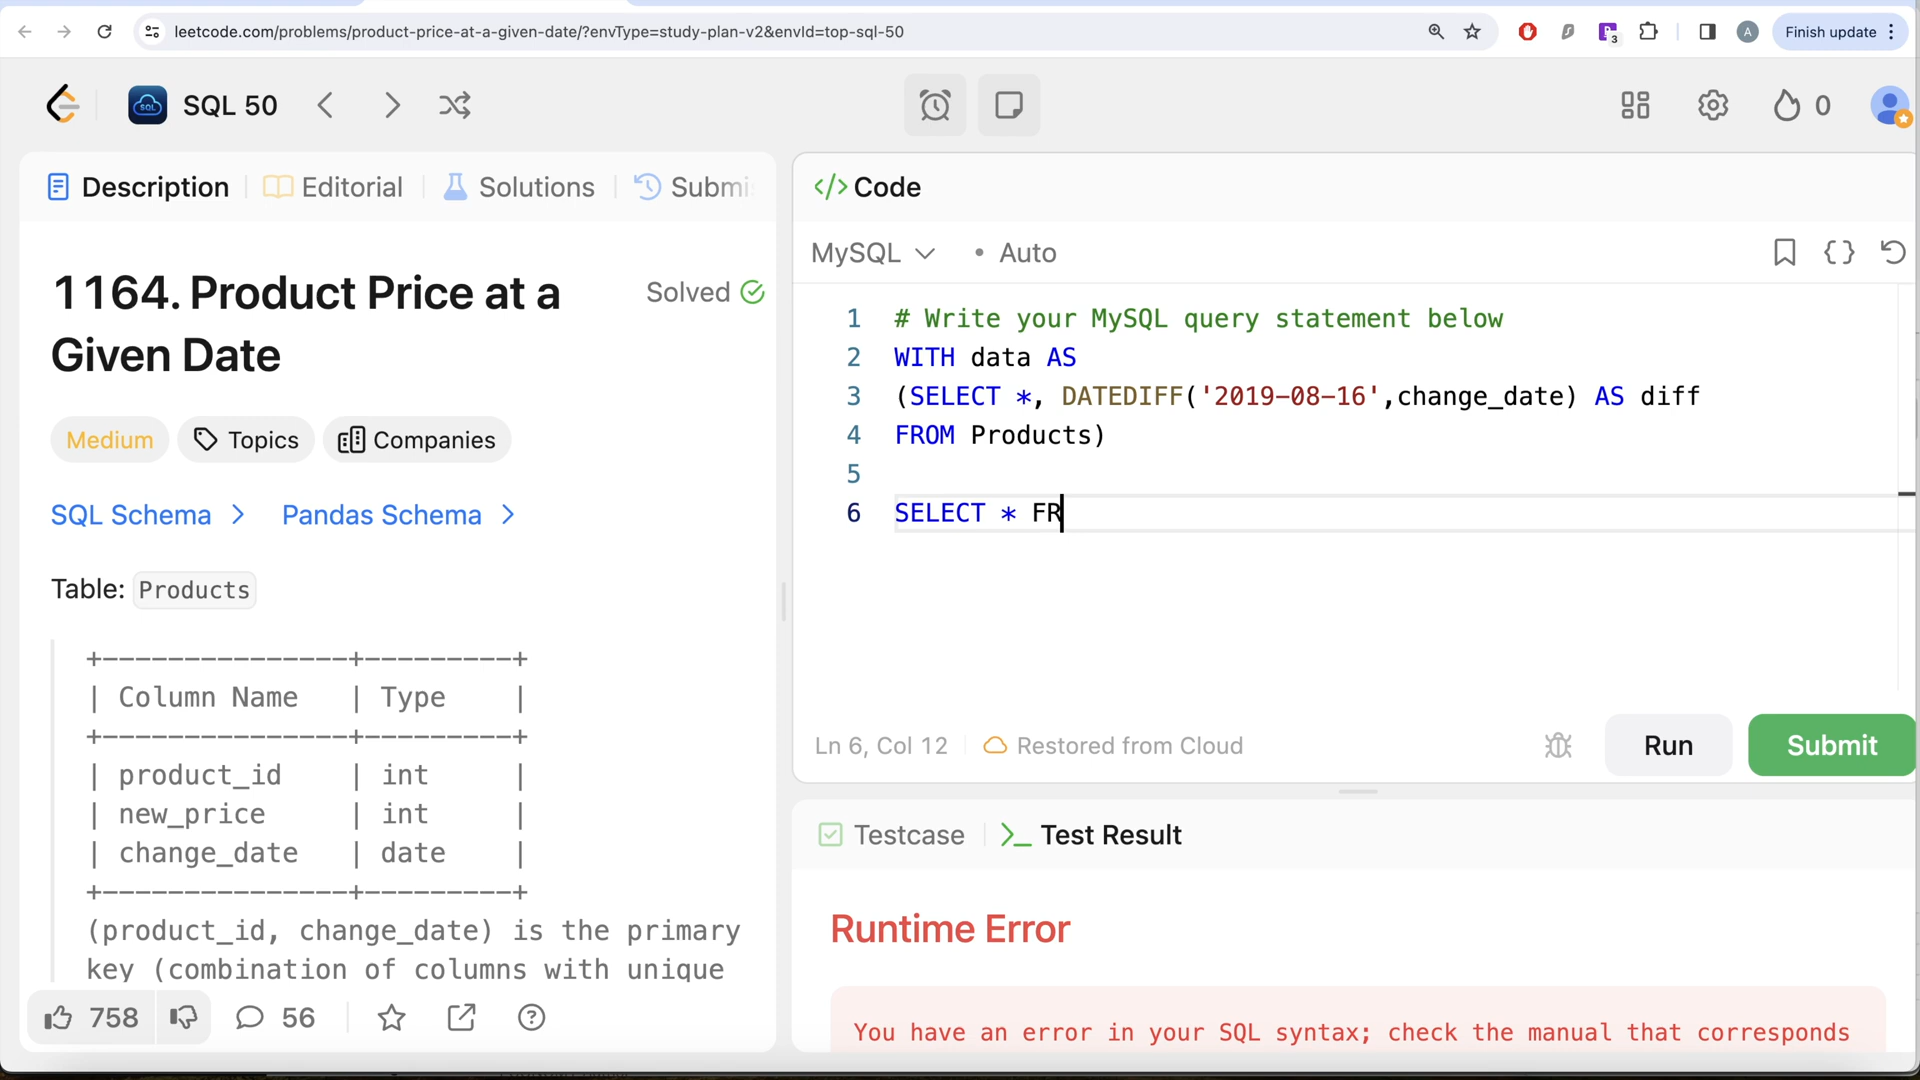 leetcode.com/problems/product-price-at-a-given-date/?envType=study-plan-v2&envId=top-sql-50
3
A
Finish update
SQL
SQL 50
0
Description
Editorial
Solutions
Submi
</> Code
MySQL
• Auto
1164. Product Price at a
Given Date
Solved
Medium
Topics
Companies
SQL Schema >
Pandas Schema >
Table: Products
+---------------+---------+
| Column Name | Type |
+---------------+---------+
| product_id | int |
| new_price | int |
| change_date | date |
+---------------+---------+
(product_id, change_date) is the primary
key (combination of columns with unique
758
56
1 # Write your MySQL query statement below
2 WITH data AS
3 (SELECT *, DATEDIFF('2019-08-16',change_date) AS diff
4 FROM Products)
5
6 SELECT * FR
Ln 6, Col 12
Restored from Cloud
Run
Submit
Testcase
>_ Test Result
Runtime Error
You have an error in your SQL syntax; check the manual that corresponds